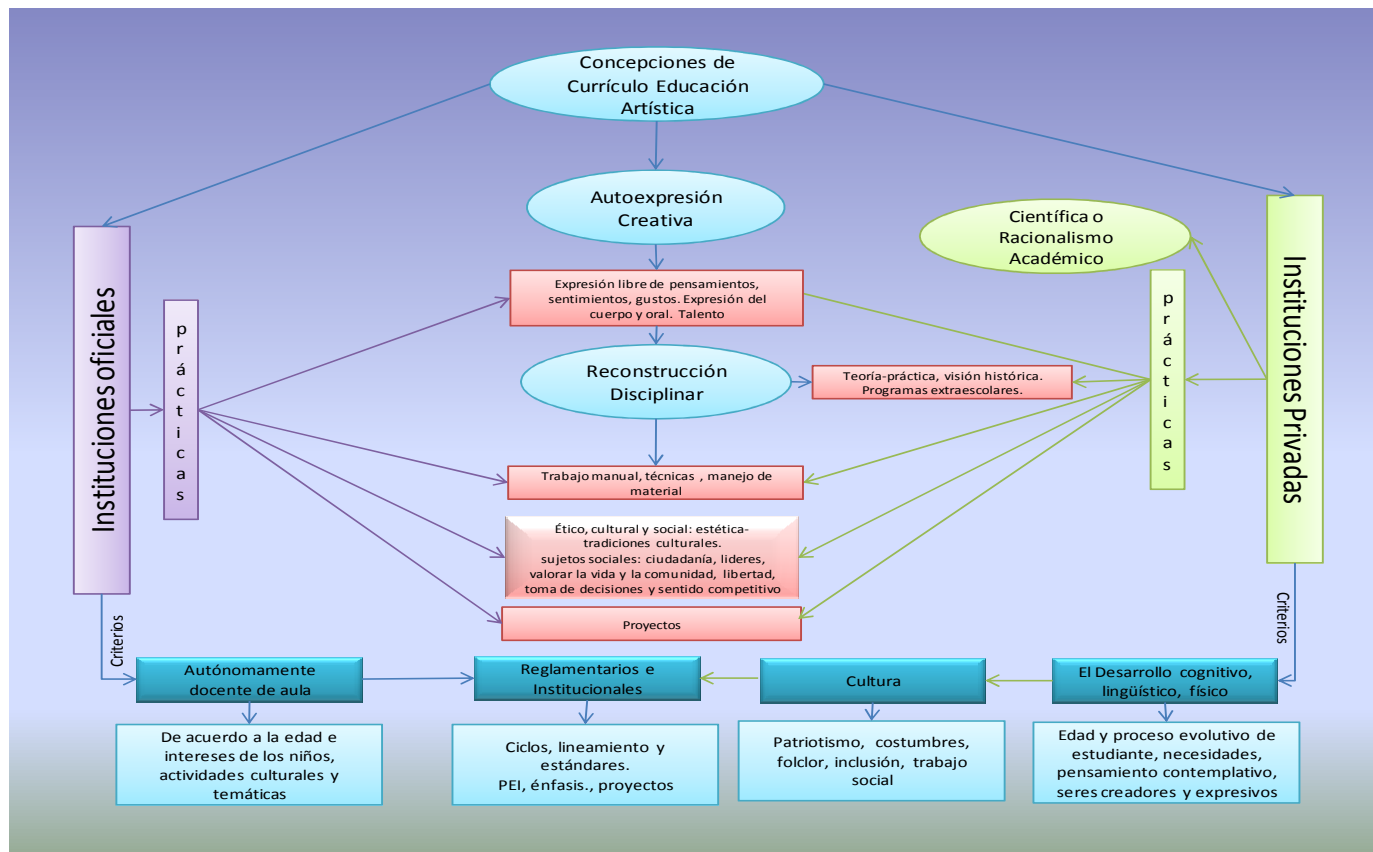 Concepciones de
Currículo Educación
Artística
Autoexpresión
Creativa
Científica o
Racionalismo
Académico
Instituciones oficiales
prácticas
Expresión libre de pensamientos,
sentimientos, gustos. Expresión del
cuerpo y oral. Talento
prácticas
Instituciones Privadas
Reconstrucción
Disciplinar
Teoría-práctica, visión histórica.
Programas extraescolares.
Trabajo manual, técnicas , manejo de
material
Ético, cultural y social: estética-
tradiciones culturales.
sujetos sociales: ciudadanía, lideres,
valorar la vida y la comunidad, libertad,
toma de decisiones y sentido competitivo
Proyectos
Criterios
Criterios
Autónomamente
docente de aula
Reglamentarios e
Institucionales
Cultura
El Desarrollo cognitivo,
lingüístico, físico
De acuerdo a la edad e
intereses de los niños,
actividades culturales y
temáticas
Ciclos, lineamiento y
estándares.
PEI, énfasis., proyectos
Patriotismo, costumbres,
folclor, inclusión, trabajo
social
Edad y proceso evolutivo de
estudiante, necesidades,
pensamiento contemplativo,
seres creadores y expresivos